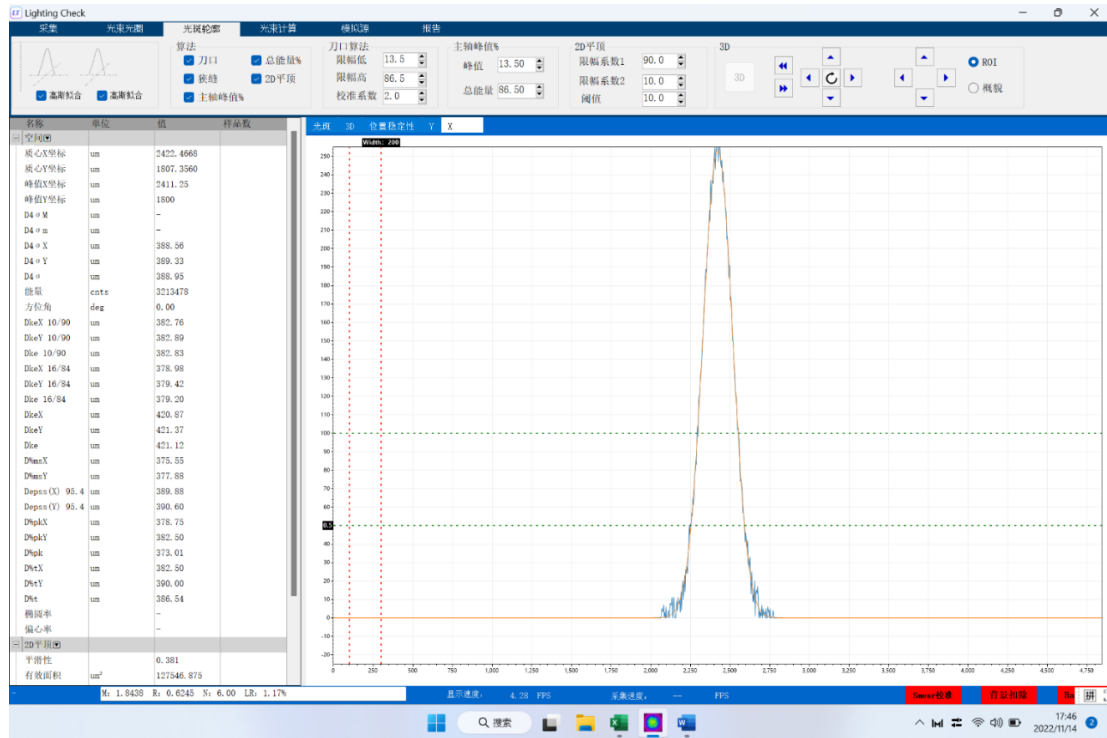 Lighting Check
采集 光束光圈 光斑轮廓 光束计算 模拟源 报告
算法 刀口算法 主轴峰值% 2D平顶 3D
刀口 总能量% 限幅低 13.5 峰值 13.50 限幅系数1 90.0 ROI
狭缝 2D平顶 限幅高 86.5 总能量 86.50 限幅系数2 10.0 3D 概貌
高斯拟合 高斯拟合 主轴峰值% 校准系数 2.0 阈值 10.0
名称 单位 值 样品数
光斑 3D 位置稳定性 Y X
空间
质心X坐标 um 2422.4668
质心Y坐标 um 1807.3560
峰值X坐标 um 2411.25
峰值Y坐标 um 1800
D4σM um -
D4σm um -
D4σX um 388.56
D4σY um 389.33
D4σ um 388.95
能量 cnts 3213478
方位角 deg 0.00
DkeX 10/90 um 382.76
DkeY 10/90 um 382.89
Dke 10/90 um 382.83
DkeX 16/84 um 378.98
DkeY 16/84 um 379.42
Dke 16/84 um 379.20
DkeX um 420.87
DkeY um 421.37
Dke um 421.12
D%msX um 375.55
D%msY um 377.88
Depss(X) 95.4 um 389.88
Depss(Y) 95.4 um 390.60
D%pkX um 378.75
D%pkY um 382.50
D%pk um 373.01
D%tX um 382.50
D%tY um 390.00
D%t um 386.54
椭圆率 -
偏心率 -
2D平顶
平滑性 0.381
有效面积 um² 127546.875
Width: 200
250
240
230
220
210
200
190
180
170
160
150
140
130
120
110
100
90
80
70
60
0.5
40
30
20
10
0
-10
-20
0 250 500 750 1,000 1,250 1,500 1,750 2,000 2,250 2,500 2,750 3,000 3,250 3,500 3,750 4,000 4,250 4,500 4,750
- M: 1.8438 R: 0.6245 N: 6.00 LR: 1.17% 显示速度: 4.28 FPS 采集速度: -- FPS Smear校准 背景扣除 Ba 拼
搜索
17:46
2022/11/14 2